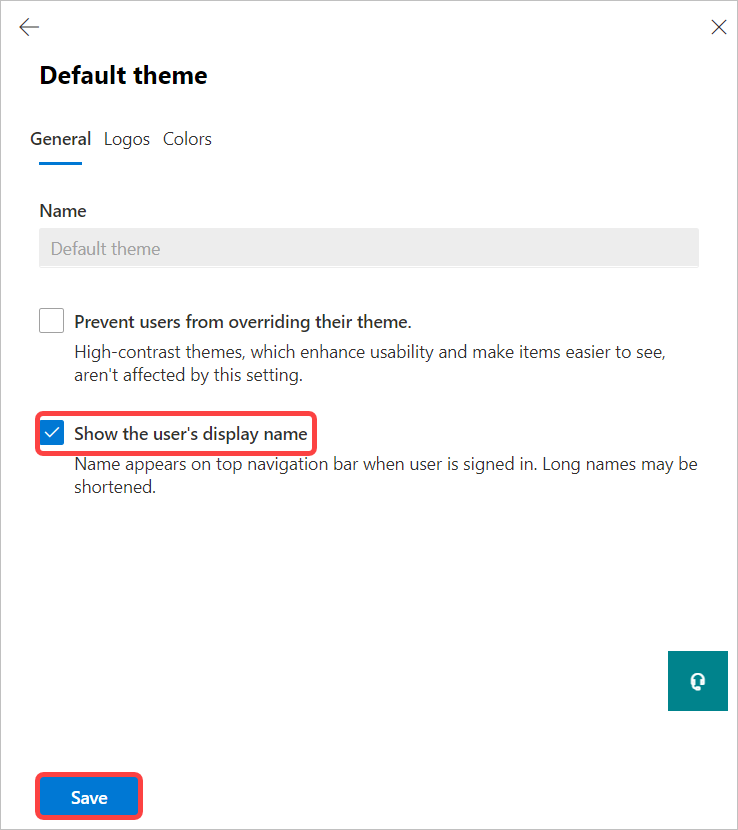 Default theme
General Logos Colors
Name
Default theme
Prevent users from overriding their theme.
High-contrast themes, which enhance usability and make items easier to see,
aren't affected by this setting.
Show the user's display name
Name appears on top navigation bar when user is signed in. Long names may be
shortened.
Save